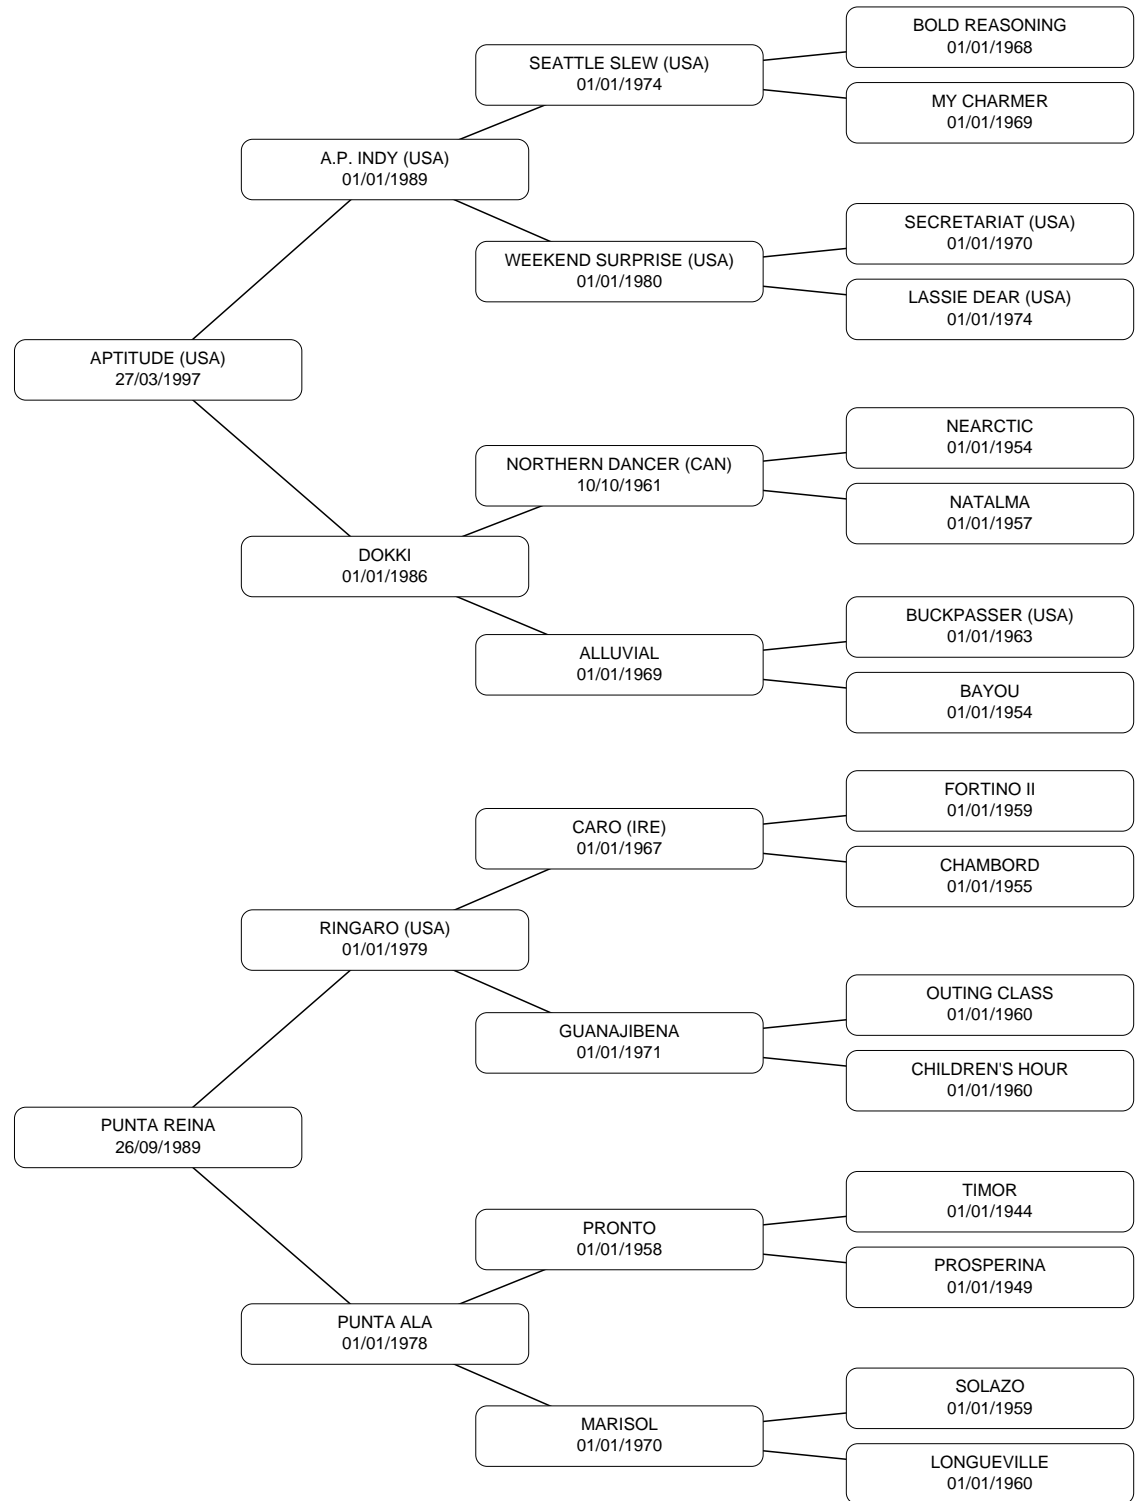 BOLD REASONING
01/01/1968
SEATTLE SLEW (USA)
01/01/1974
MY CHARMER
01/01/1969
A.P. INDY (USA)
01/01/1989
SECRETARIAT (USA)
01/01/1970
WEEKEND SURPRISE (USA)
01/01/1980
LASSIE DEAR (USA)
01/01/1974
APTITUDE (USA)
27/03/1997
NEARCTIC
01/01/1954
NORTHERN DANCER (CAN)
10/10/1961
NATALMA
01/01/1957
DOKKI
01/01/1986
BUCKPASSER (USA)
01/01/1963
ALLUVIAL
01/01/1969
BAYOU
01/01/1954
FORTINO II
01/01/1959
CARO (IRE)
01/01/1967
CHAMBORD
01/01/1955
RINGARO (USA)
01/01/1979
OUTING CLASS
01/01/1960
GUANAJIBENA
01/01/1971
CHILDREN'S HOUR
01/01/1960
PUNTA REINA
26/09/1989
TIMOR
01/01/1944
PRONTO
01/01/1958
PROSPERINA
01/01/1949
PUNTA ALA
01/01/1978
SOLAZO
01/01/1959
MARISOL
01/01/1970
LONGUEVILLE
01/01/1960